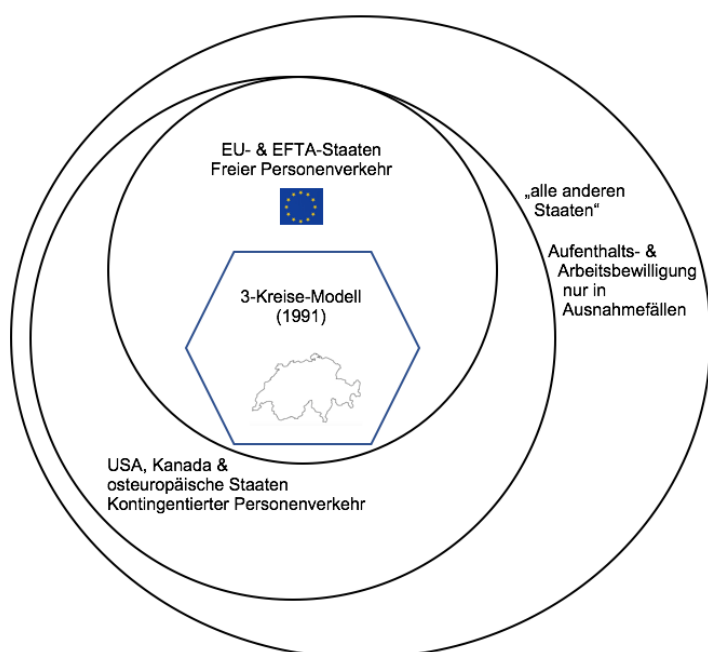 EU- & EFTA-Staaten
Freier Personenverkehr
„alle anderen
Staaten“
Aufenthalts- &
Arbeitsbewilligung
nur in
Ausnahmefällen
3-Kreise-Modell
(1991)
USA, Kanada &
osteuropäische Staaten
Kontingentierter Personenverkehr